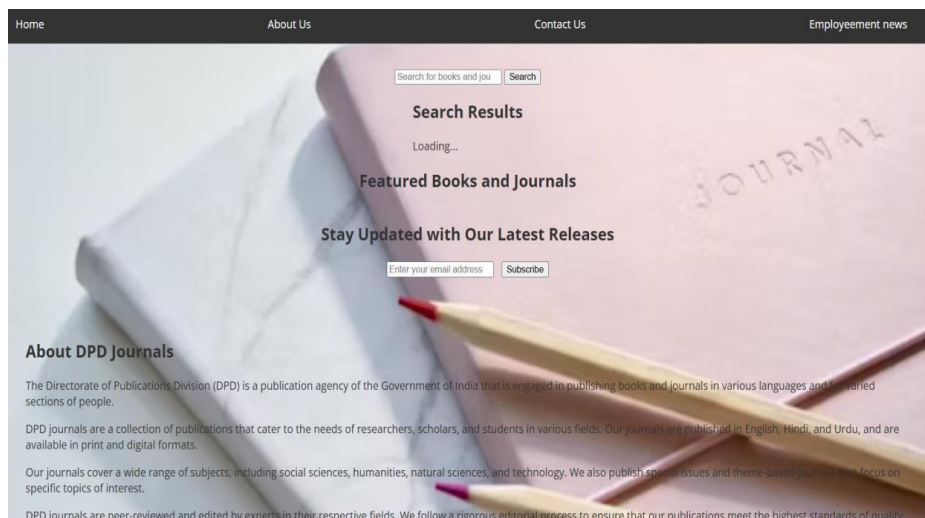 Home About Us Contact Us Employeement news
JOURNAL
Search for books and jou Search
Search Results
Loading...
Featured Books and Journals
Stay Updated with Our Latest Releases
Enter your email address Subscribe
About DPD Journals
The Directorate of Publications Division (DPD) is a publication agency of the Government of India that is engaged in publishing books and journals in various languages and for varied
sections of people.
DPD journals are a collection of publications that cater to the needs of researchers, scholars, and students in various fields. Our journals are published in English, Hindi, and Urdu, and are
available in print and digital formats.
Our journals cover a wide range of subjects, including social sciences, humanities, natural sciences, and technology. We also publish special issues and theme-based journals that focus on
specific topics of interest.
DPD journals are peer-reviewed and edited by experts in their respective fields. We follow a rigorous editorial process to ensure that our publications meet the highest standards of quality